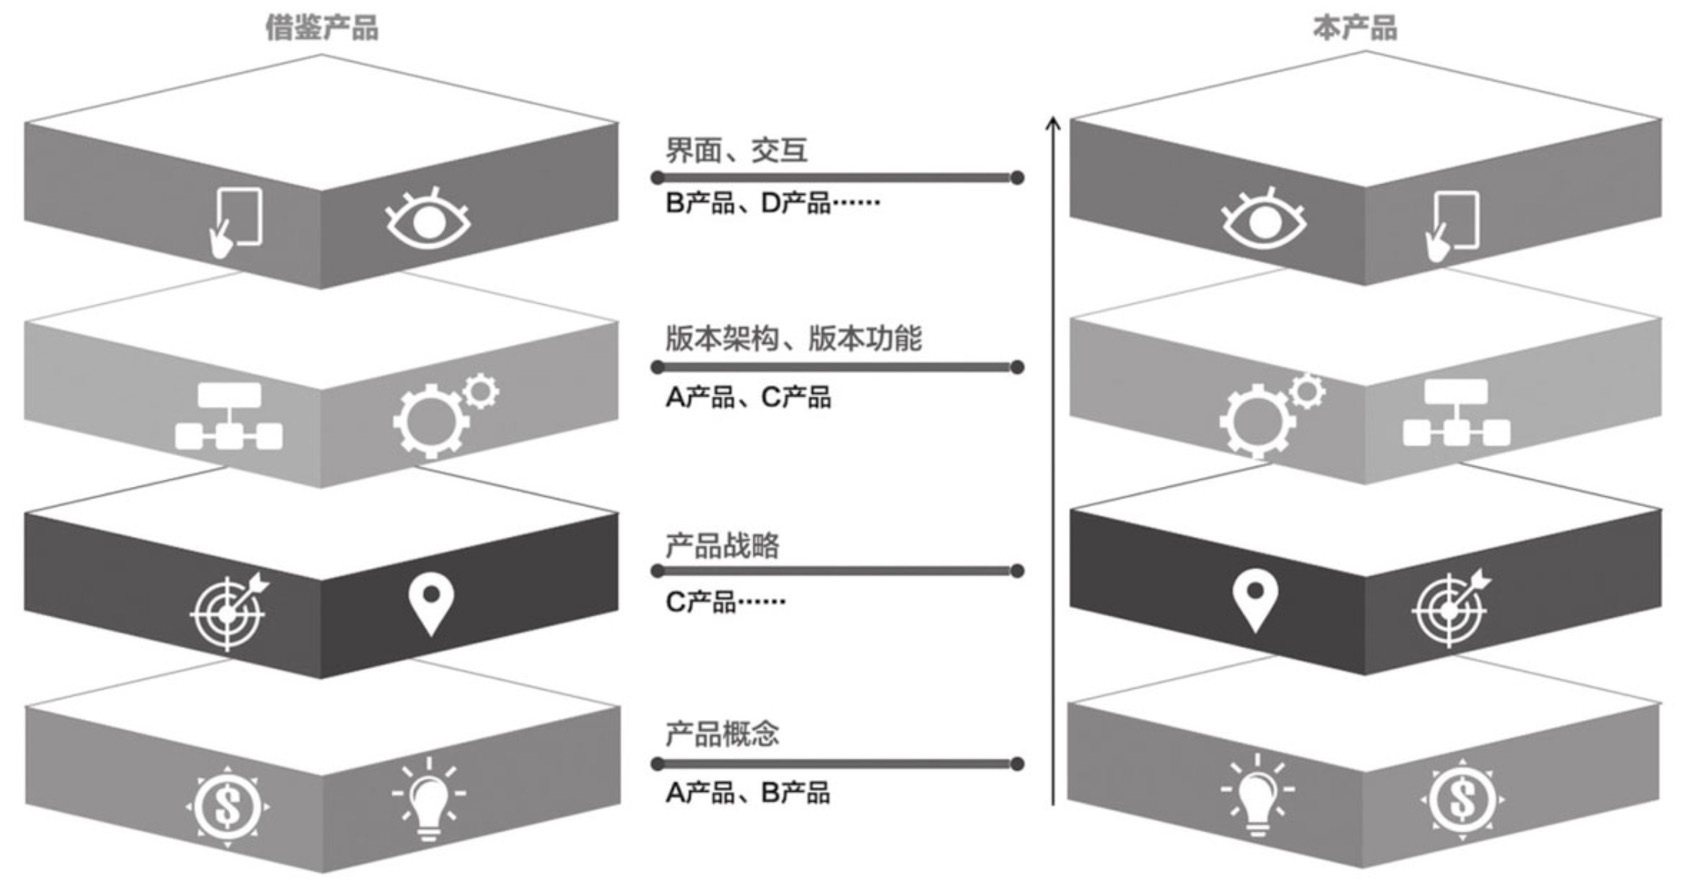 借鉴产品
本产品
界面、交互
B产品、D产品……
版本架构、版本功能
A产品、C产品
产品战略
C产品……
产品概念
A产品、B产品
$
$